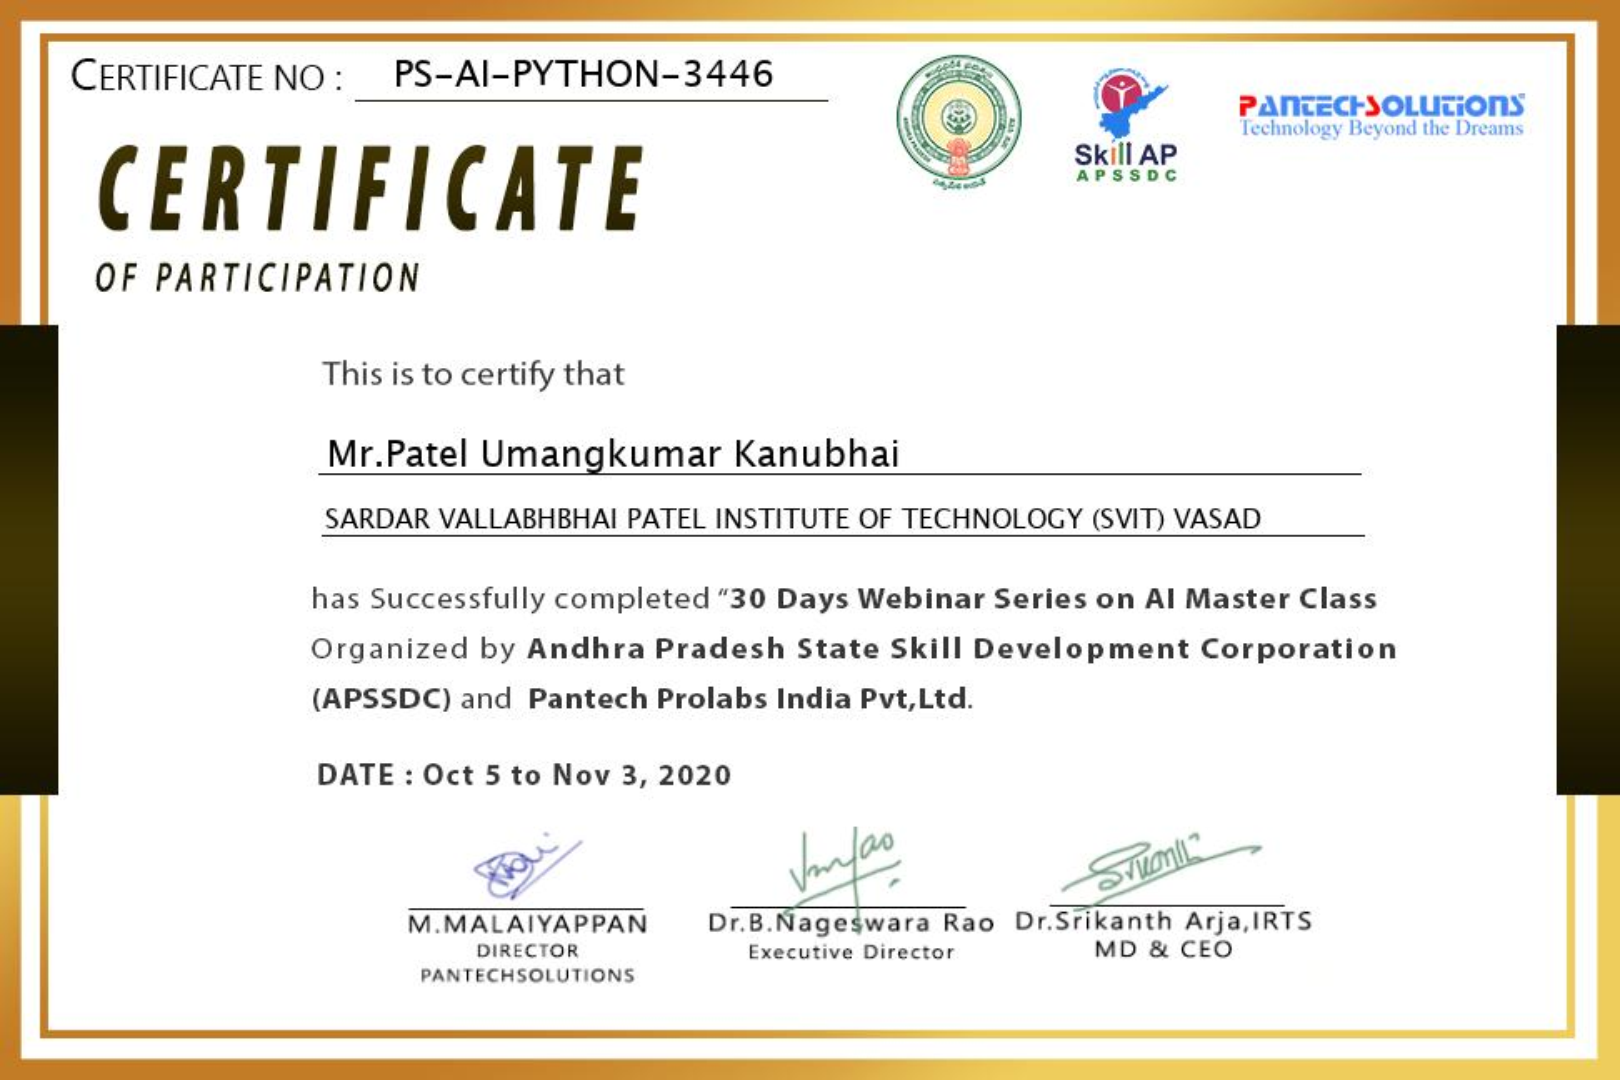 CERTIFICATE NO : PS-AI-PYTHON-3446
Skill AP
APSSDC
PANTECH SOLUTIONS
Technology Beyond the Dreams
CERTIFICATE
OF PARTICIPATION
This is to certify that
Mr.Patel Umangkumar Kanubhai
SARDAR VALLABHBHAI PATEL INSTITUTE OF TECHNOLOGY (SVIT) VASAD
has Successfully completed “30 Days Webinar Series on AI Master Class
Organized by Andhra Pradesh State Skill Development Corporation
(APSSDC) and Pantech Prolabs India Pvt,Ltd.
DATE : Oct 5 to Nov 3, 2020
M.MALAIYAPPAN
DIRECTOR
PANTECHSOLUTIONS
Dr.B.Nageswara Rao
Executive Director
Dr.Srikanth Arja,IRTS
MD & CEO